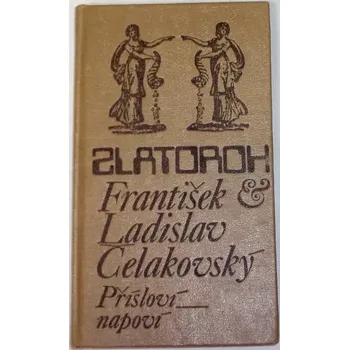 ZLATOROH
František &
Ladislav
Čelakovský
Přísloví
napoví